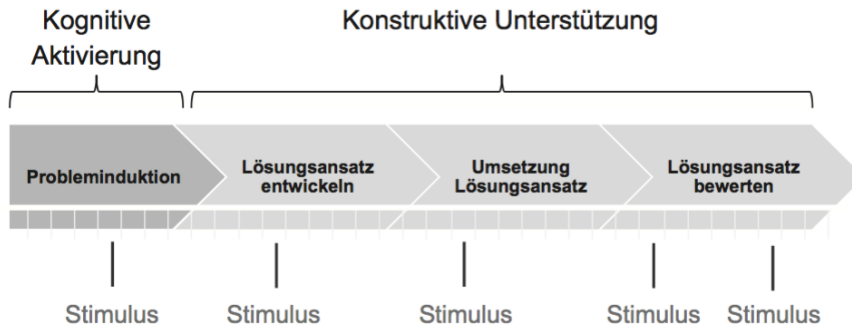 Kognitive
Aktivierung
Konstruktive Unterstützung
Probleminduktion
Lösungsansatz
entwickeln
Umsetzung
Lösungsansatz
Lösungsansatz
bewerten
Stimulus
Stimulus
Stimulus
Stimulus
Stimulus